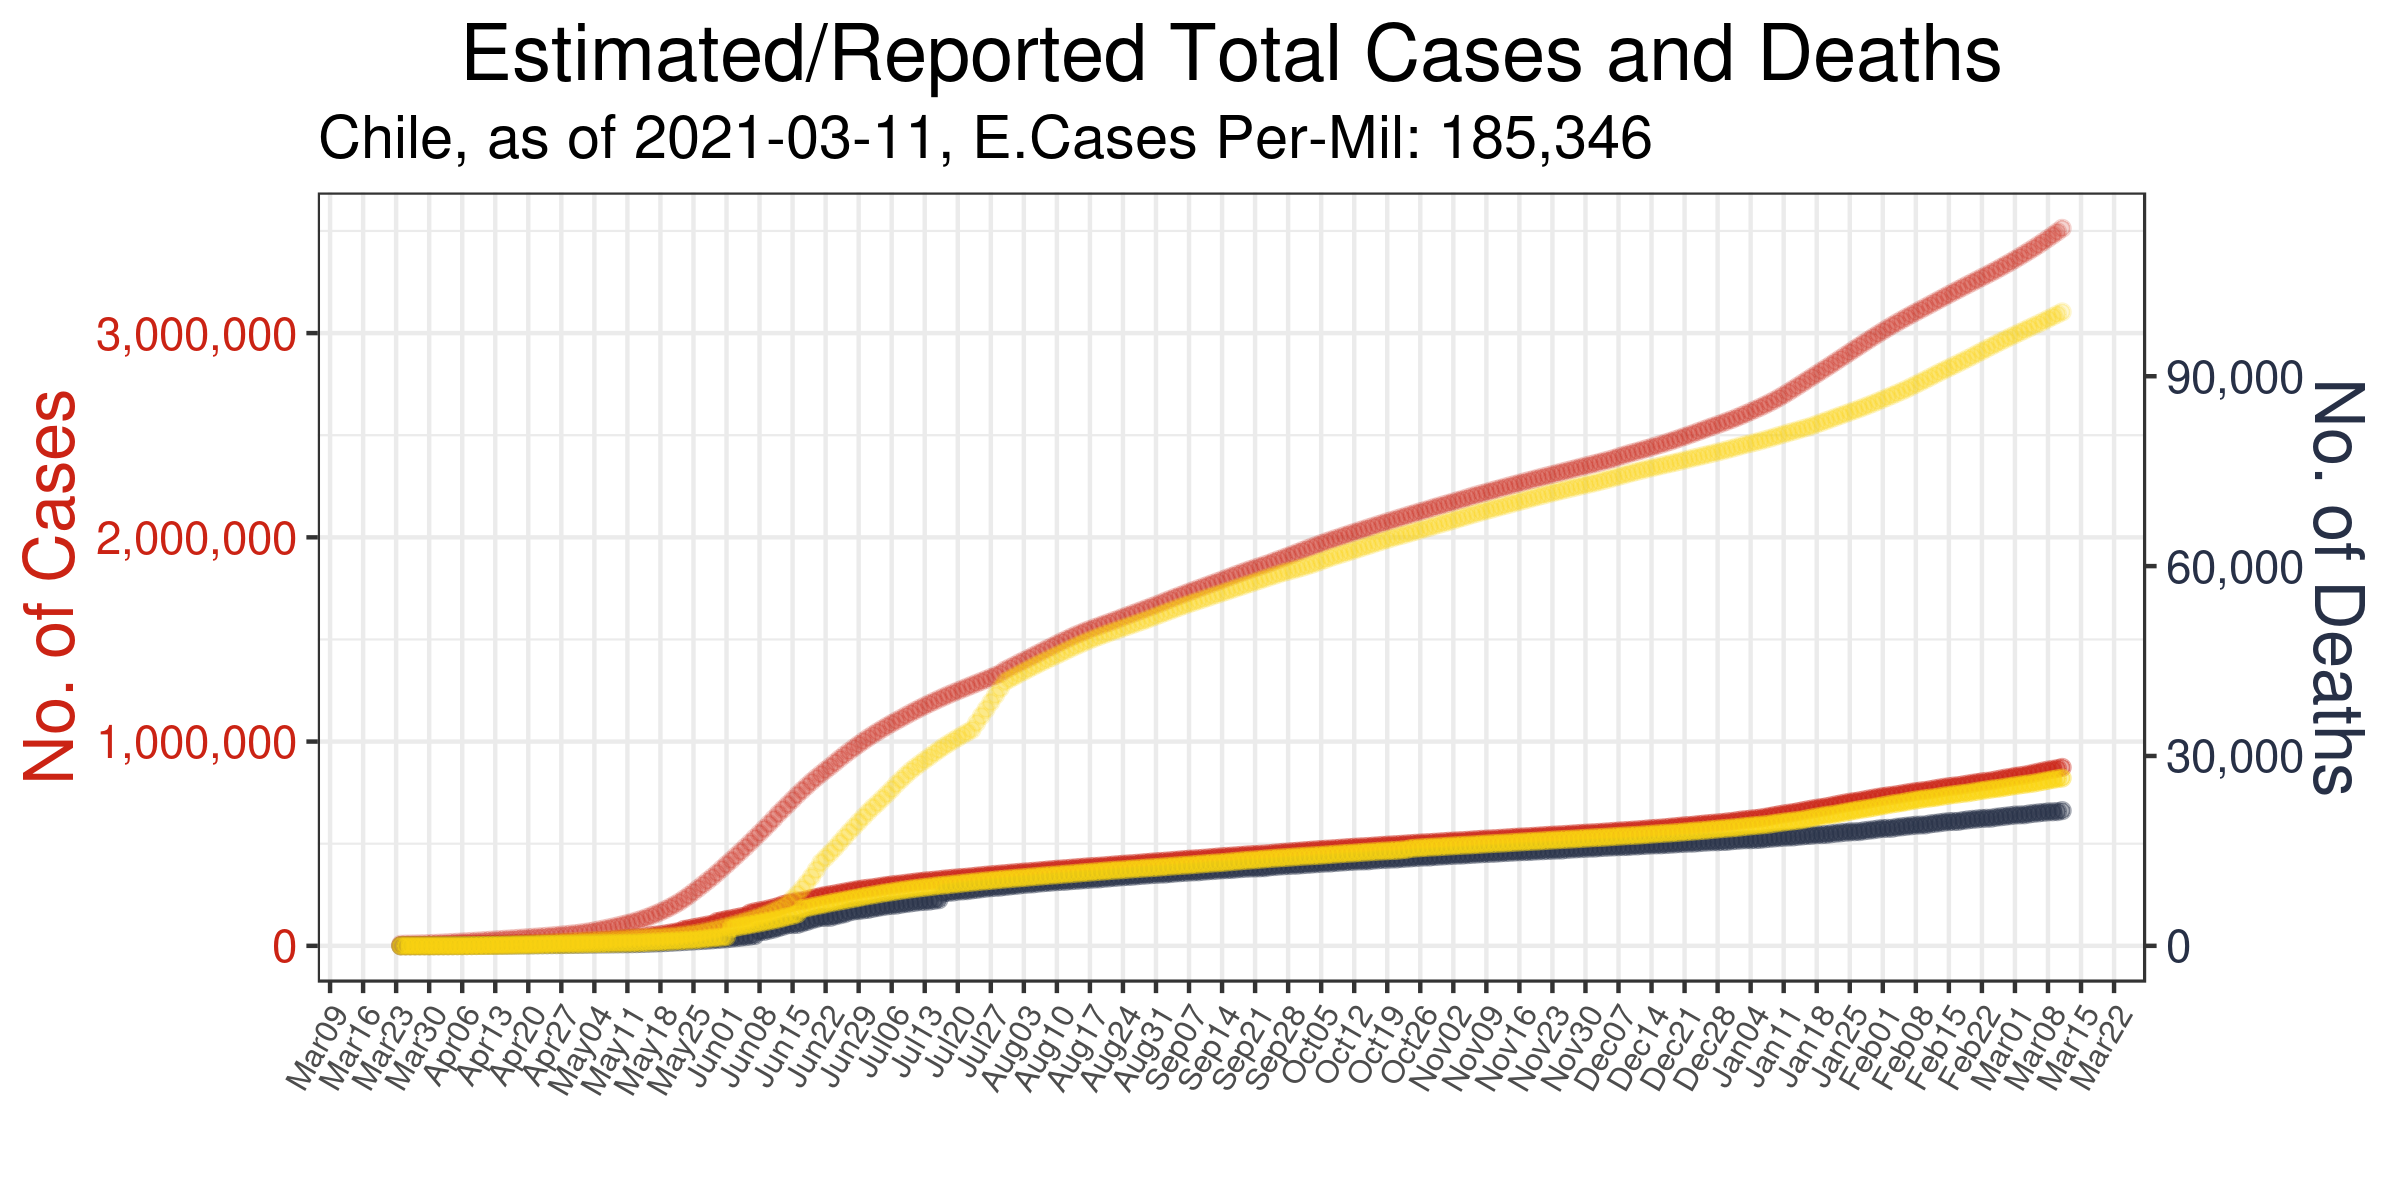 Estimated/Reported Total Cases and Deaths
Chile, as of 2021-03-11, E.Cases Per-Mil: 185,346
No. of Cases
3,000,000
2,000,000
1,000,000
0
90,000
60,000
30,000
0
No. of Deaths
Mar09
Mar16
Mar23
Mar30
Apr06
Apr13
Apr20
Apr27
May04
May11
May18
May25
Jun01
Jun08
Jun15
Jun22
Jun29
Jul06
Jul13
Jul20
Jul27
Aug03
Aug10
Aug17
Aug24
Aug31
Sep07
Sep14
Sep21
Sep28
Oct05
Oct12
Oct19
Oct26
Nov02
Nov09
Nov16
Nov23
Nov30
Dec07
Dec14
Dec21
Dec28
Jan04
Jan11
Jan18
Jan25
Feb01
Feb08
Feb15
Feb22
Mar01
Mar08
Mar15
Mar22